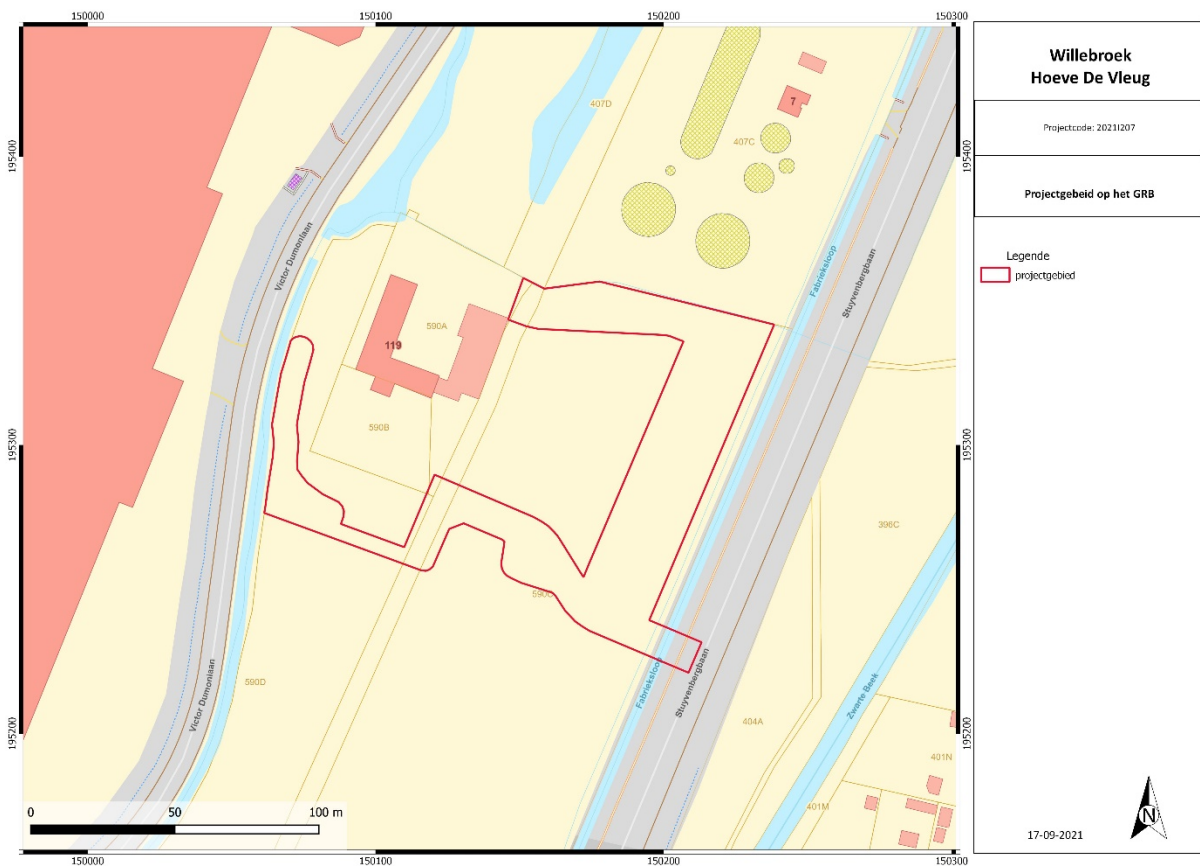 150000
150100
150200
150300
195400
195300
195200
195400
195300
195200
407D
7
407C
Victor Dumonlaan
Fabrieksloop
Stuyvenbergbaan
590A
119
590B
396C
590C
Fabrieksloop
Stuyvenbergbaan
Victor Dumonlaan
590D
Zwarte Beek
404A
401N
401M
0
50
100 m
150000
150100
150200
150300
Willebroek
Hoeve De Vleug
Projectcode: 2021I207
Projectgebeid op het GRB
Legende
projectgebied
17-09-2021
N